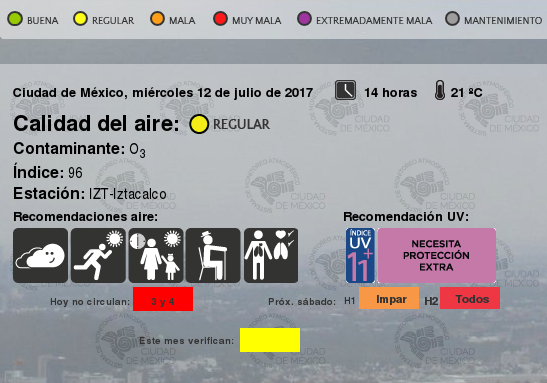 BUENA REGULAR MALA MUY MALA EXTREMADAMENTE MALA MANTENIMIENTO
Ciudad de México, miércoles 12 de julio de 2017 14 horas 21 ºC
Calidad del aire: REGULAR
Contaminante: O3
Índice: 96
Estación: IZT-Iztacalco
Recomendaciones aire: Recomendación UV:
ÍNDICE UV 11+ NECESITA PROTECCIÓN EXTRA
Hoy no circulan: 3 y 4 Próx. sábado: H1 Impar H2 Todos
Este mes verifican: